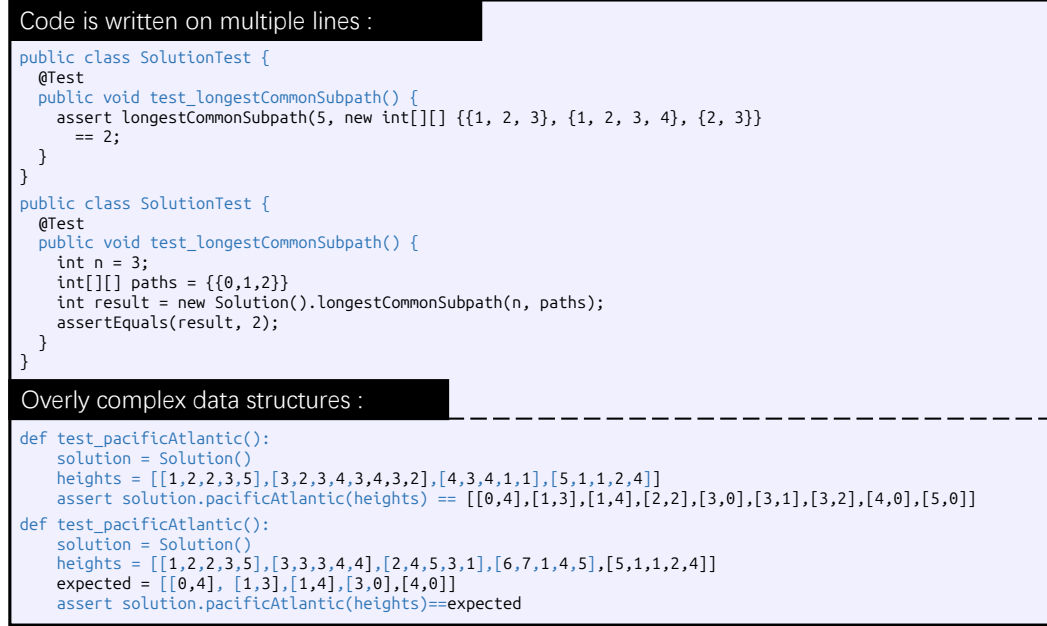 Code is written on multiple lines :
public class SolutionTest {
  @Test
  public void test_longestCommonSubpath() {
    assert longestCommonSubpath(5, new int[][] {{1, 2, 3}, {1, 2, 3, 4}, {2, 3}}
      == 2;
  }
}
public class SolutionTest {
  @Test
  public void test_longestCommonSubpath() {
    int n = 3;
    int[][] paths = {{0,1,2}}
    int result = new Solution().longestCommonSubpath(n, paths);
    assertEquals(result, 2);
  }
}
Overly complex data structures :
def test_pacificAtlantic():
    solution = Solution()
    heights = [[1,2,2,3,5],[3,2,3,4,3,4,3,2],[4,3,4,1,1],[5,1,1,2,4]]
    assert solution.pacificAtlantic(heights) == [[0,4],[1,3],[1,4],[2,2],[3,0],[3,1],[3,2],[4,0],[5,0]]
def test_pacificAtlantic():
    solution = Solution()
    heights = [[1,2,2,3,5],[3,3,3,4,4],[2,4,5,3,1],[6,7,1,4,5],[5,1,1,2,4]]
    expected = [[0,4], [1,3],[1,4],[3,0],[4,0]]
    assert solution.pacificAtlantic(heights)==expected